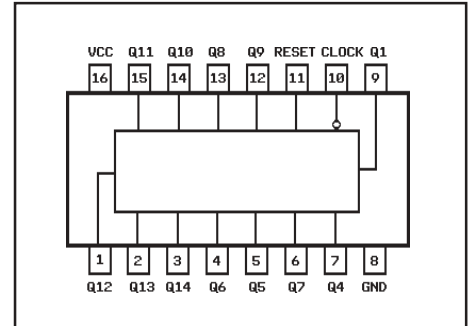 VCC Q11 Q10 Q8 Q9 RESET CLOCK Q1
16 15 14 13 12 11 10 9
1 2 3 4 5 6 7 8
Q12 Q13 Q14 Q6 Q5 Q7 Q4 GND